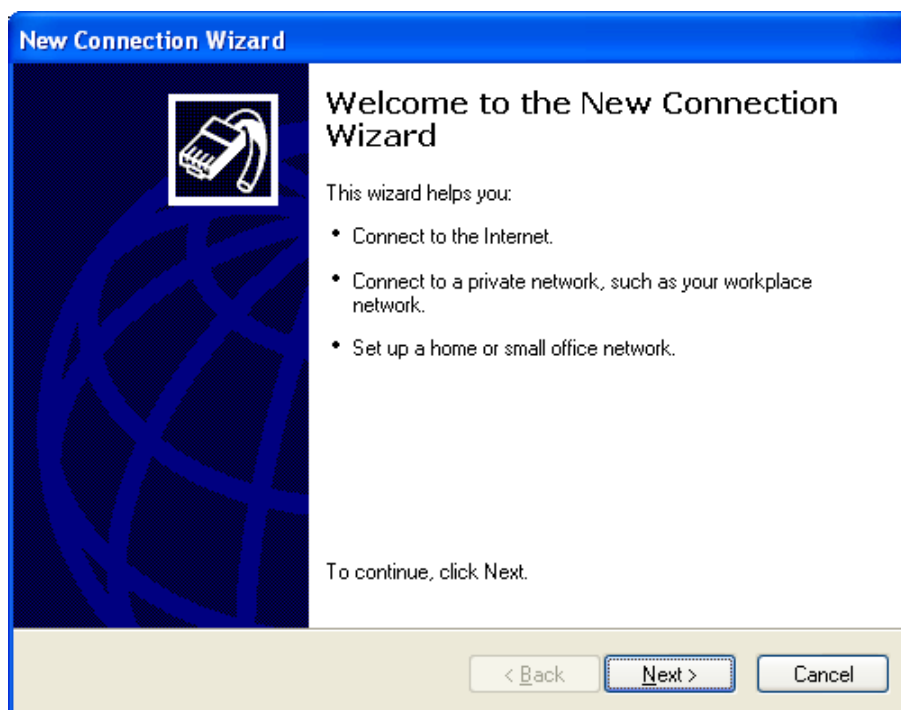 New Connection Wizard
Welcome to the New Connection
Wizard
This wizard helps you:
• Connect to the Internet.
• Connect to a private network, such as your workplace
network.
• Set up a home or small office network.
To continue, click Next.
< Back
Next >
Cancel